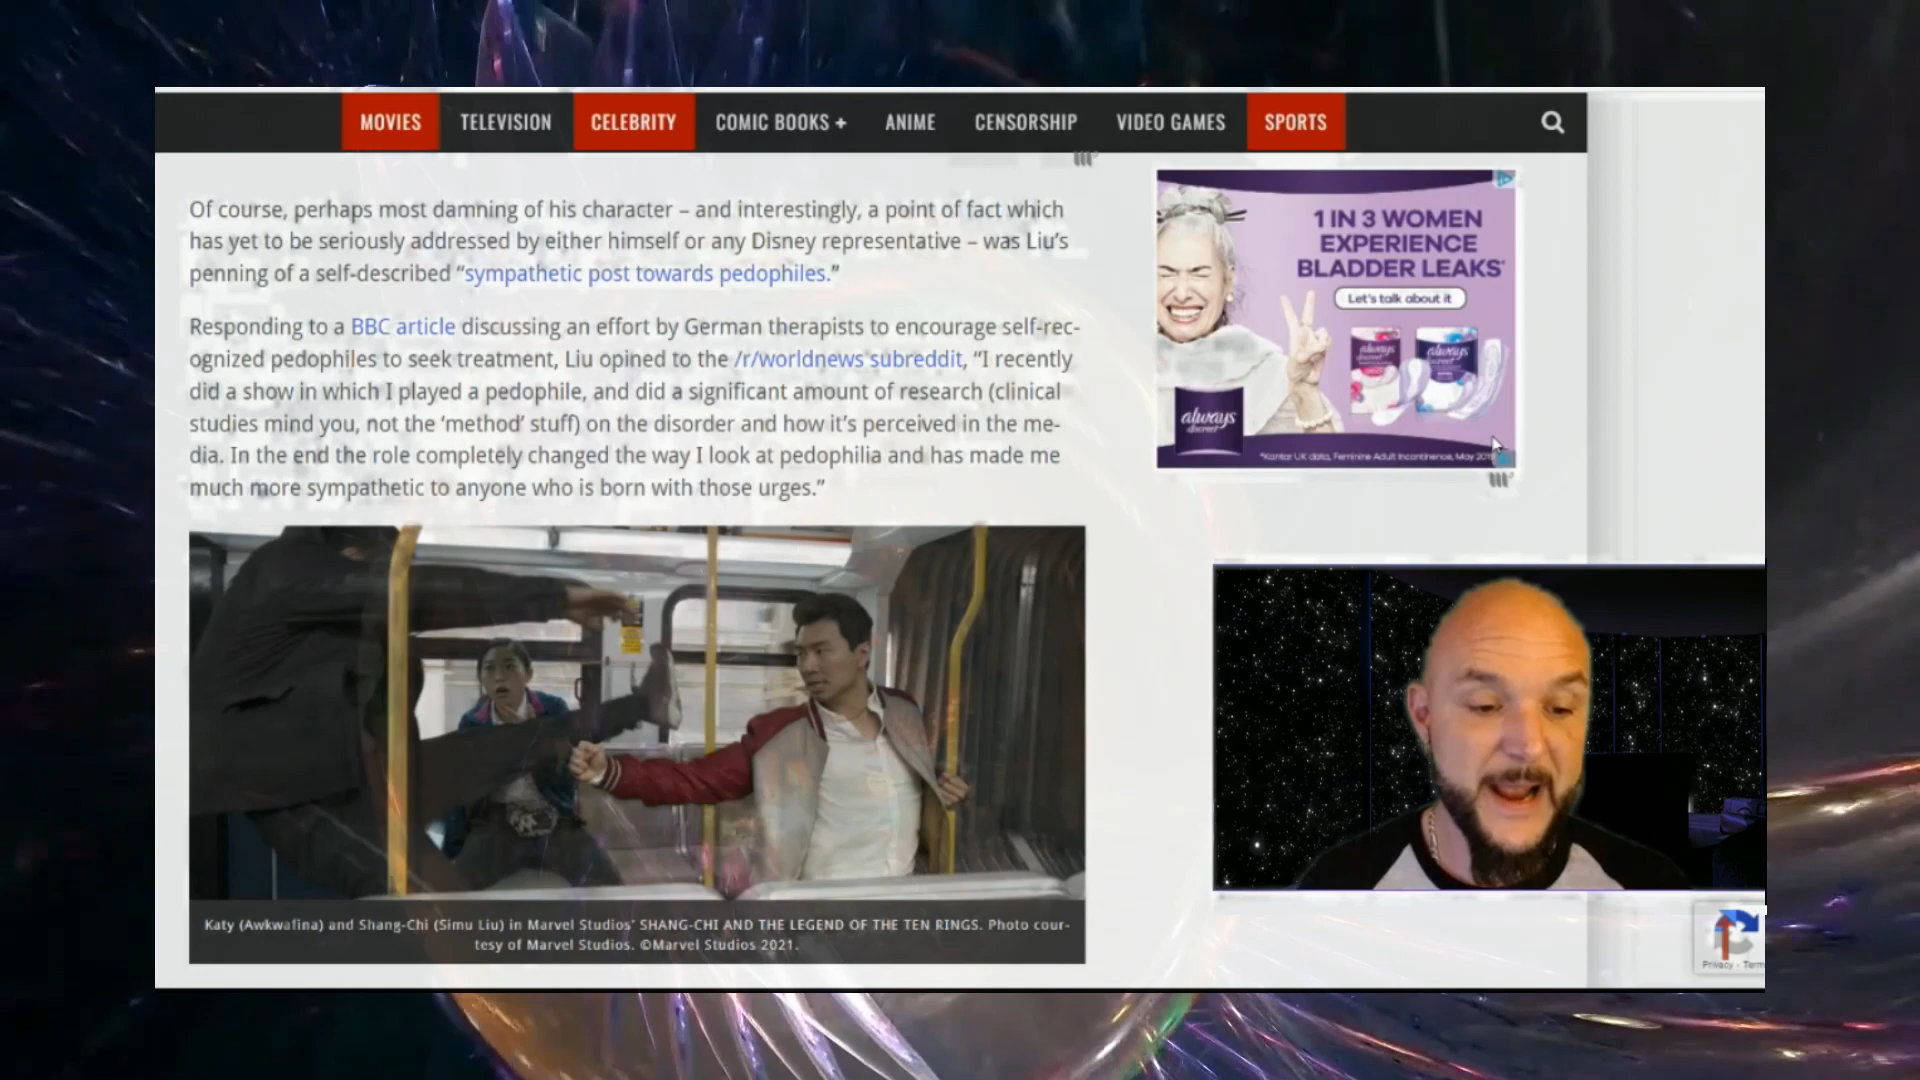 MOVIES TELEVISION CELEBRITY COMIC BOOKS + ANIME CENSORSHIP VIDEO GAMES SPORTS
Of course, perhaps most damning of his character – and interestingly, a point of fact which
has yet to be seriously addressed by either himself or any Disney representative – was Liu's
penning of a self-described “sympathetic post towards pedophiles.”
Responding to a BBC article discussing an effort by German therapists to encourage self-rec-
ognized pedophiles to seek treatment, Liu opined to the /r/worldnews subreddit, “I recently
did a show in which I played a pedophile, and did a significant amount of research (clinical
studies mind you, not the ‘method’ stuff) on the disorder and how it’s perceived in the me-
dia. In the end the role completely changed the way I look at pedophilia and has made me
much more sympathetic to anyone who is born with those urges.”
Katy (Awkwafina) and Shang-Chi (Simu Liu) in Marvel Studios' SHANG-CHI AND THE LEGEND OF THE TEN RINGS. Photo cour-
tesy of Marvel Studios. ©Marvel Studios 2021.
1 IN 3 WOMEN
EXPERIENCE
BLADDER LEAKS*
Let's talk about it
always
always
always
discreet
*Kantar UK data, Feminine Adult Incontinence, May
Privacy - Term